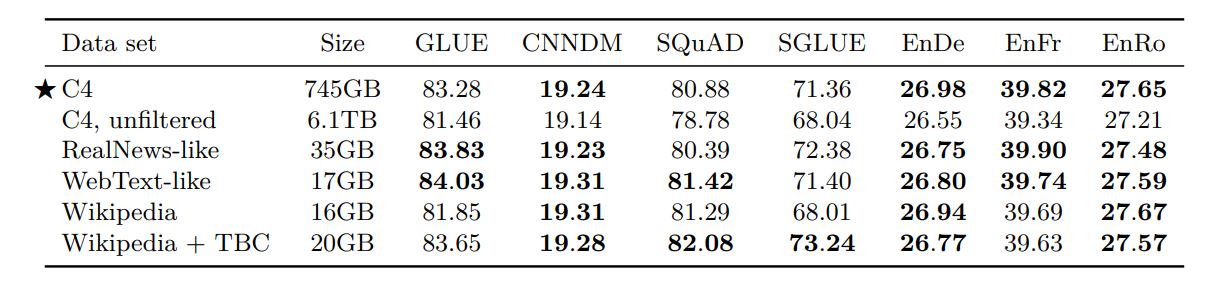 Data set Size GLUE CNNDM SQuAD SGLUE EnDe EnFr EnRo
★ C4 745GB 83.28 19.24 80.88 71.36 26.98 39.82 27.65
C4, unfiltered 6.1TB 81.46 19.14 78.78 68.04 26.55 39.34 27.21
RealNews-like 35GB 83.83 19.23 80.39 72.38 26.75 39.90 27.48
WebText-like 17GB 84.03 19.31 81.42 71.40 26.80 39.74 27.59
Wikipedia 16GB 81.85 19.31 81.29 68.01 26.94 39.69 27.67
Wikipedia + TBC 20GB 83.65 19.28 82.08 73.24 26.77 39.63 27.57